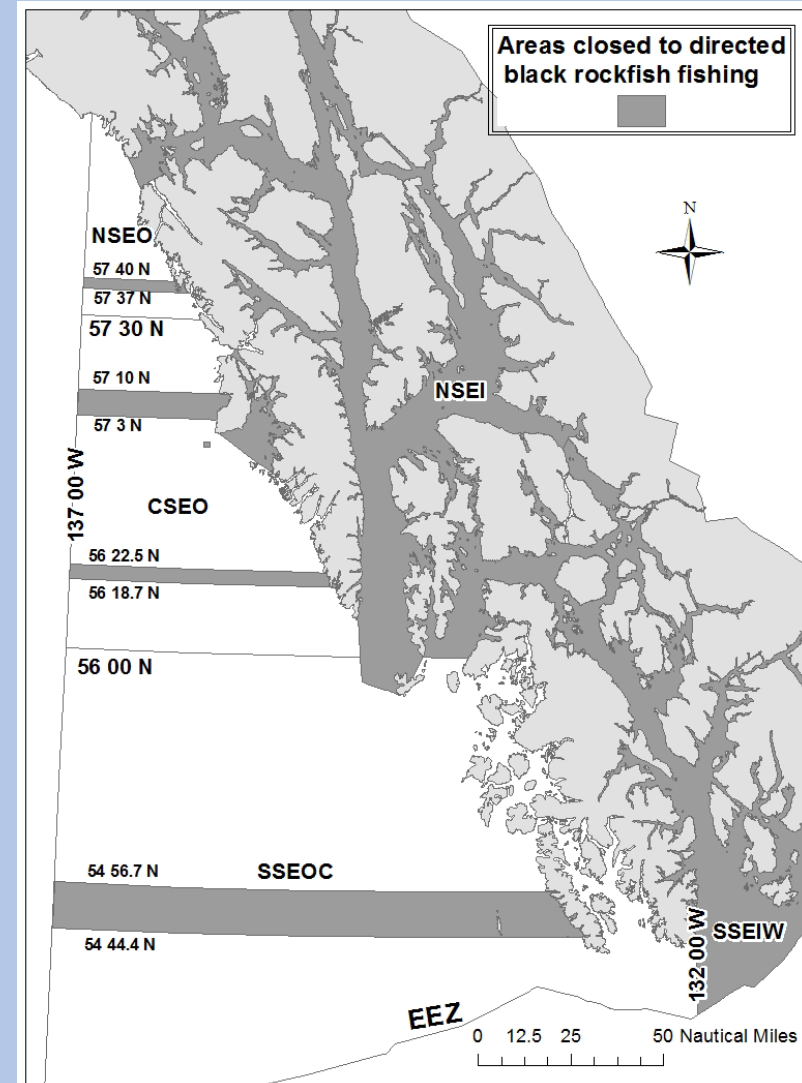 Areas closed to directed
black rockfish fishing
N
NSEO
57 40 N
57 37 N
57 30 N
57 10 N
NSEI
57 3 N
137 00 W
CSEO
56 22.5 N
56 18.7 N
56 00 N
54 56.7 N
SSEOC
132 00 W
SSEIW
54 44.4 N
EEZ
0 12.5 25 50 Nautical Miles